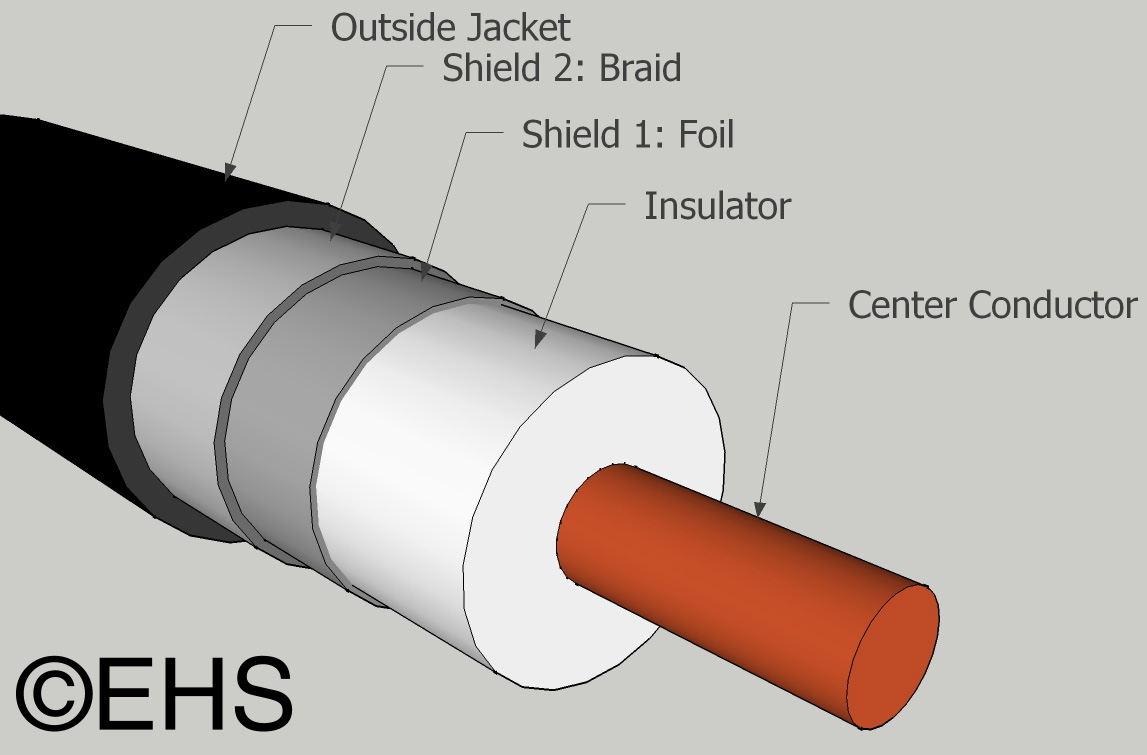 Outside Jacket
Shield 2: Braid
Shield 1: Foil
Insulator
Center Conductor
©EHS